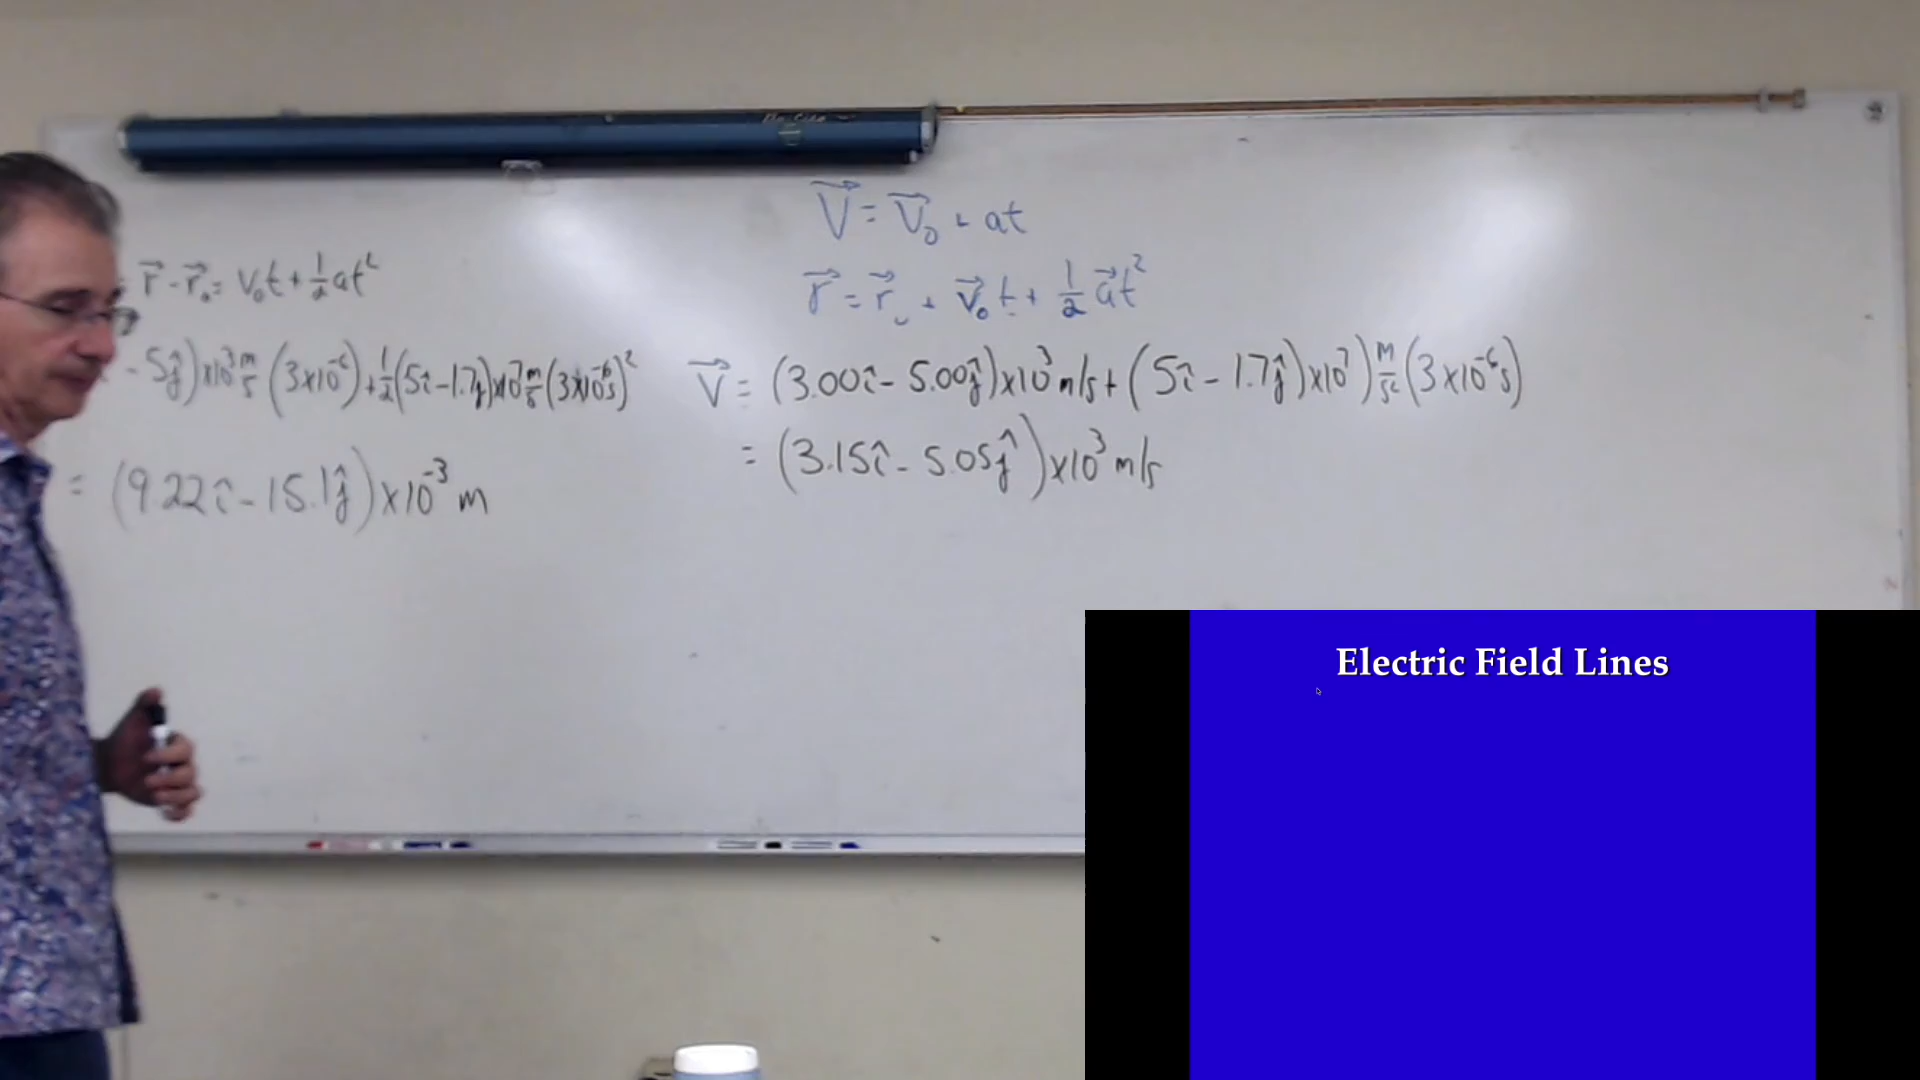 = r⃗ - r⃗₀ = v₀t + ½at²
- 5ĵ) x10³ m/s (3x10⁻⁶) + ½(5î - 1.7ĵ)x10⁷ m/s (3x10⁻⁶s)²
= (9.22î - 15.1ĵ) x10⁻³ m
V⃗ = V⃗₀ + at
r⃗ = r⃗₀ + v⃗₀t + ½a⃗t²
V⃗ = (3.00î - 5.00ĵ)x10³ m/s + (5î - 1.7ĵ)x10⁷) m/s² (3x10⁻⁶s)
= (3.15î - 5.05ĵ)x10³ m/s
Electric Field Lines